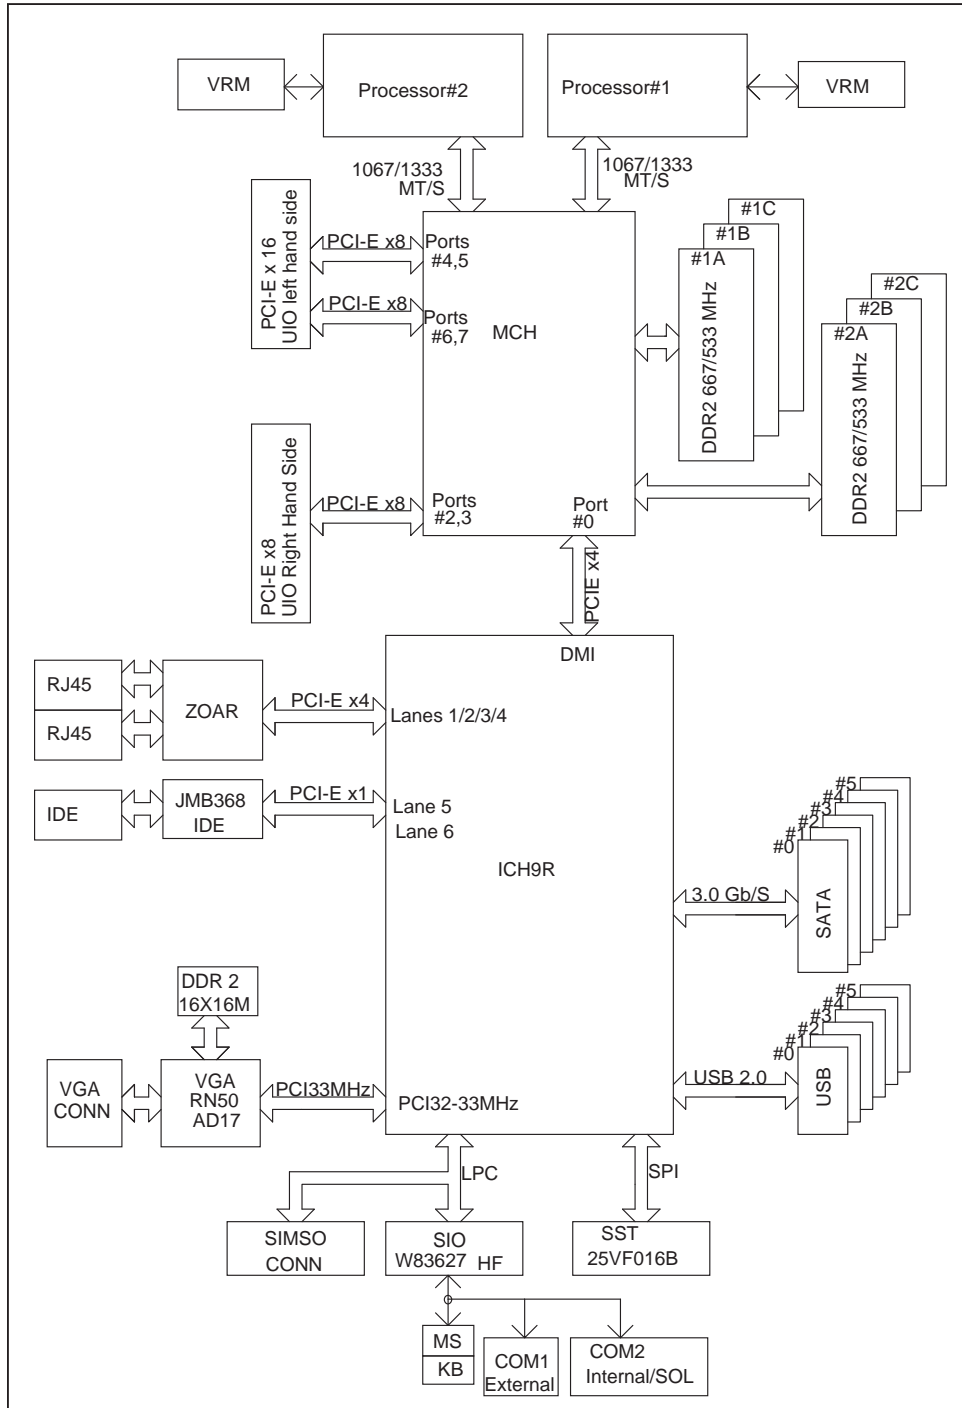 VRM
Processor#2
Processor#1
VRM
1067/1333
MT/S
1067/1333
MT/S
PCI-E x 16
UIO left hand side
PCI-E x8
Ports
#4,5
PCI-E x8
Ports
#6,7
MCH
#1C
#1B
#1A
DDR2 667/533 MHz
#2C
#2B
#2A
DDR2 667/533 MHz
PCI-E x8
UIO Right Hand Side
PCI-E x8
Ports
#2,3
Port
#0
PCIE x4
DMI
RJ45
RJ45
ZOAR
PCI-E x4
Lanes 1/2/3/4
IDE
JMB368
IDE
PCI-E x1
Lane 5
Lane 6
ICH9R
#5
#4
#3
#2
#1
#0
3.0 Gb/S
SATA
DDR 2
16X16M
#5
#4
#3
#2
#1
#0
USB 2.0
USB
VGA
CONN
VGA
RN50
AD17
PCI33MHz
PCI32-33MHz
LPC
SPI
SIMSO
CONN
SIO
W83627 HF
SST
25VF016B
MS
KB
COM1
External
COM2
Internal/SOL